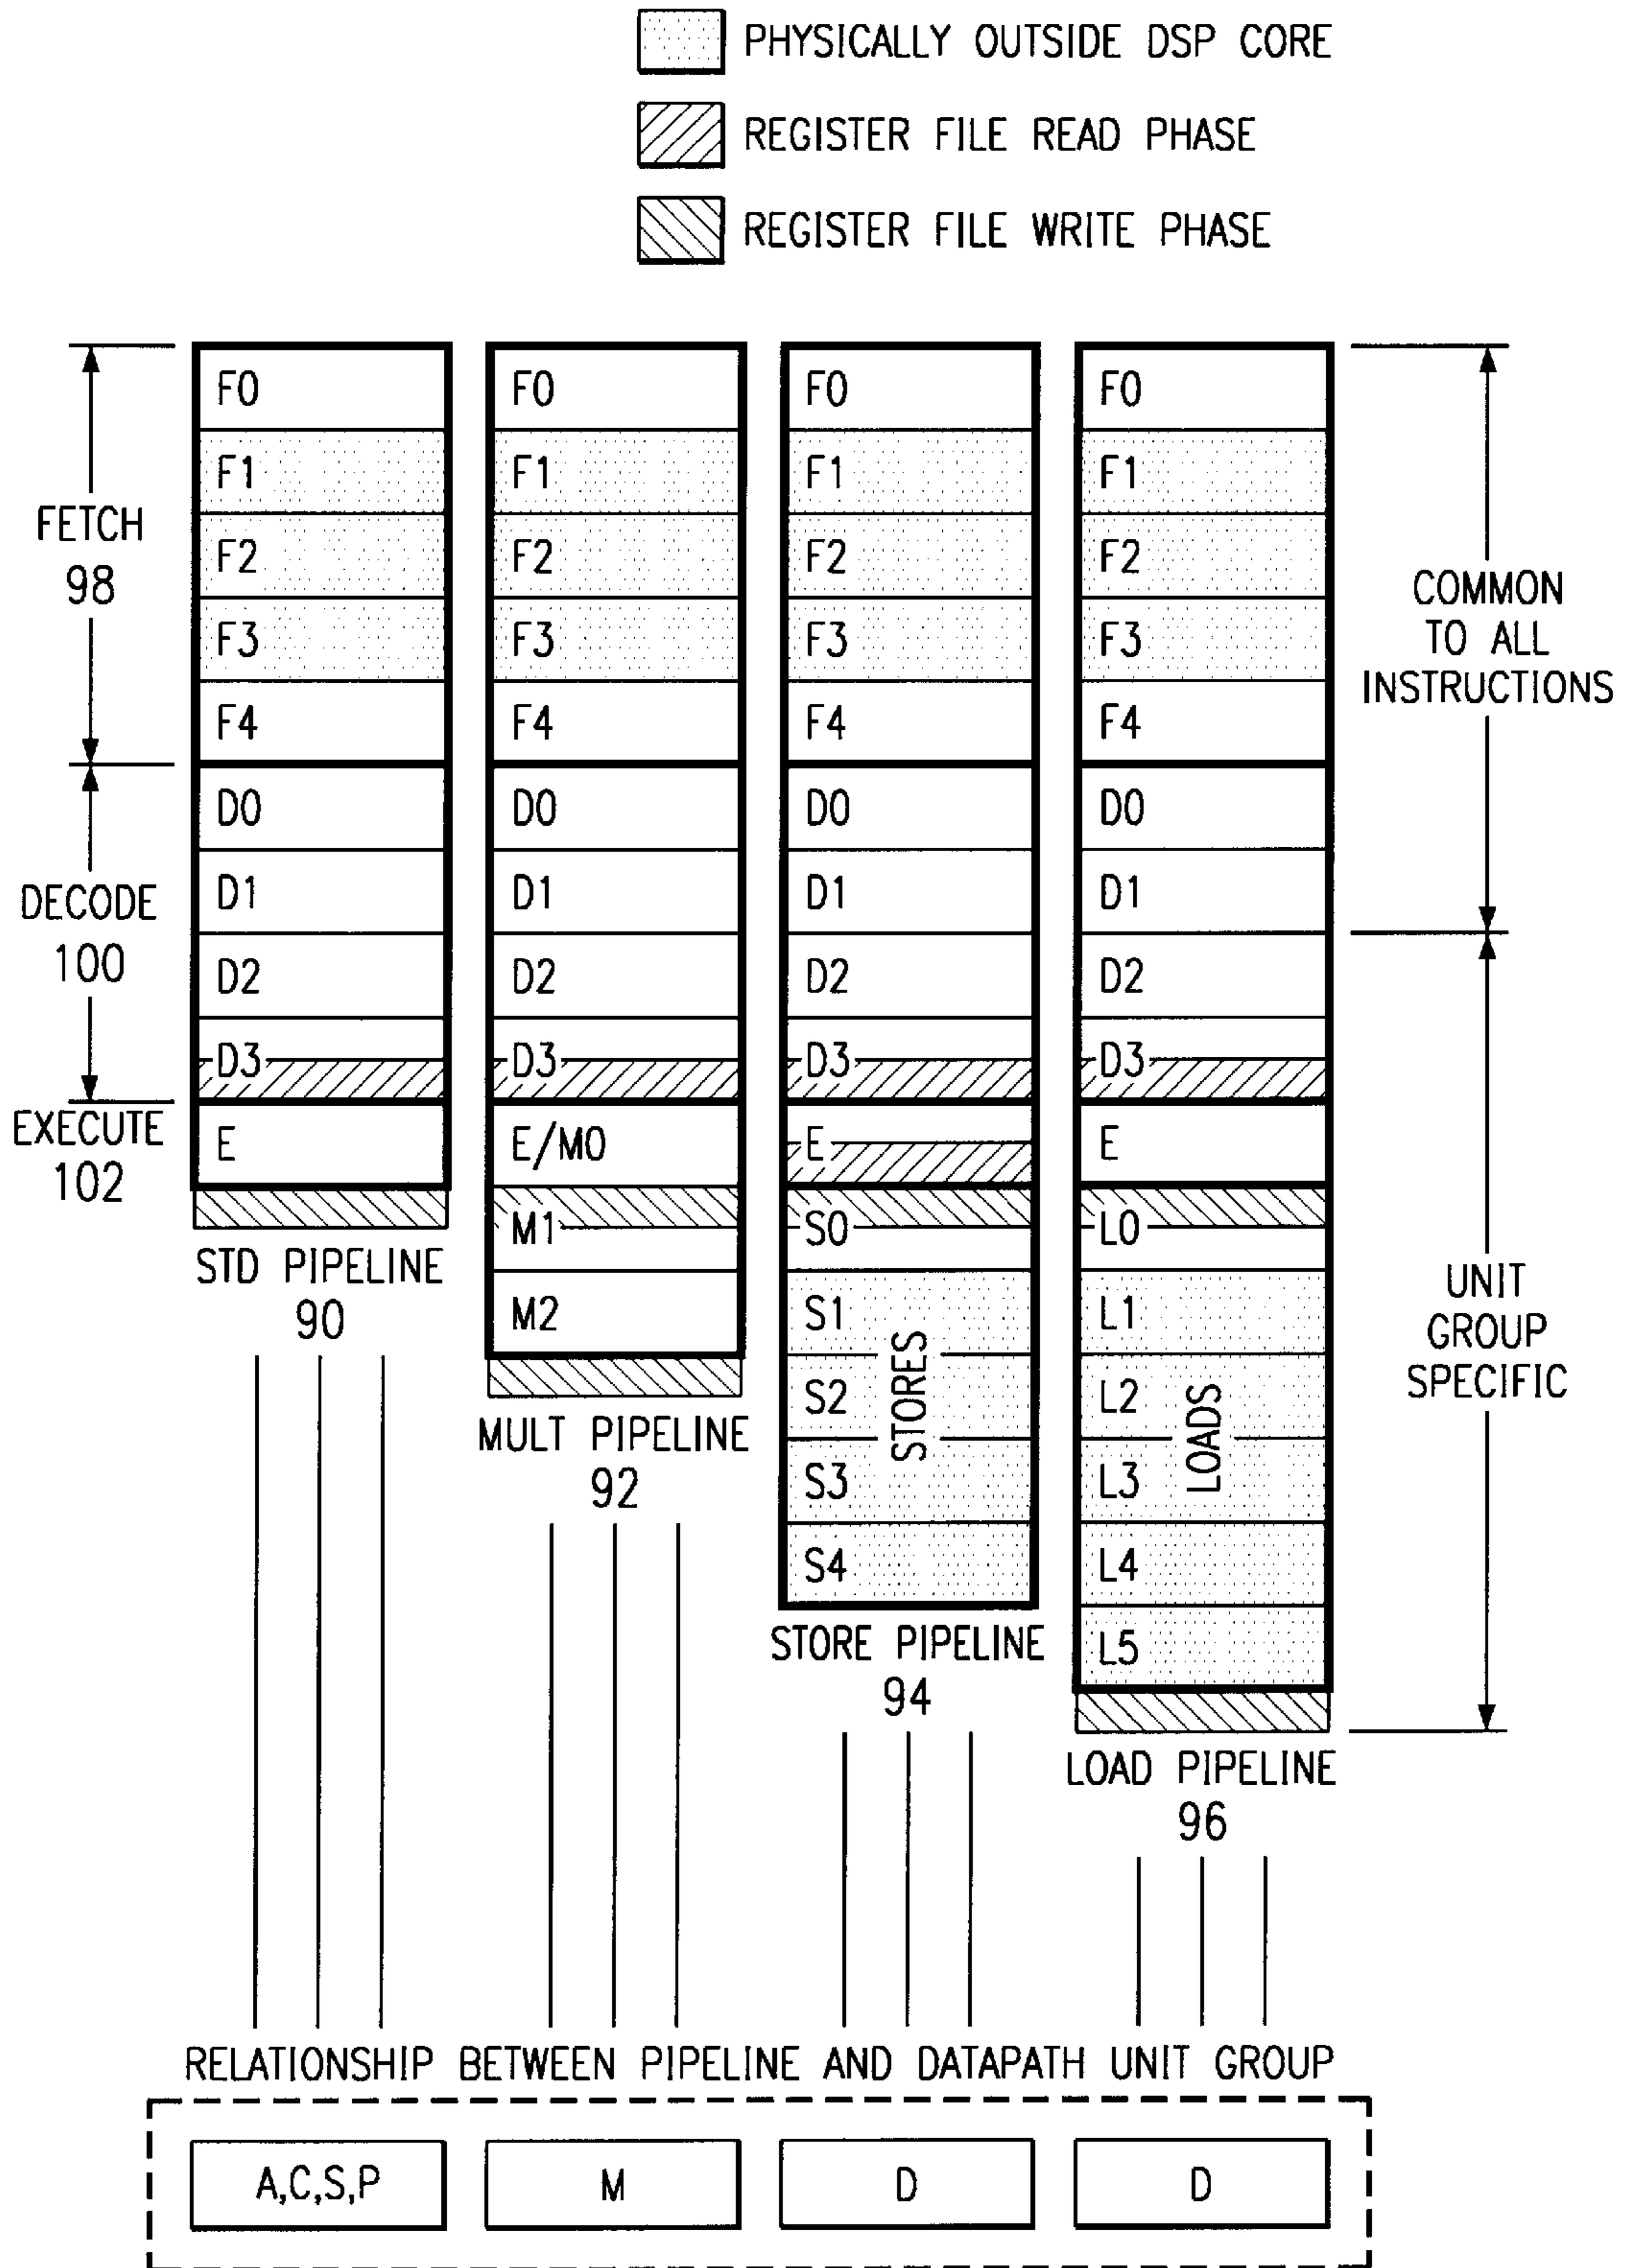 PHYSICALLY OUTSIDE DSP CORE
REGISTER FILE READ PHASE
REGISTER FILE WRITE PHASE
FETCH
98
DECODE
100
EXECUTE
102
F0
F1
F2
F3
F4
D0
D1
D2
D3
E
STD PIPELINE
90
F0
F1
F2
F3
F4
D0
D1
D2
D3
E/M0
M1
M2
MULT PIPELINE
92
F0
F1
F2
F3
F4
D0
D1
D2
D3
E
S0
S1
S2
S3
S4
STORES
STORE PIPELINE
94
F0
F1
F2
F3
F4
D0
D1
D2
D3
E
L0
L1
L2
L3
L4
L5
LOADS
LOAD PIPELINE
96
COMMON
TO ALL
INSTRUCTIONS
UNIT
GROUP
SPECIFIC
RELATIONSHIP BETWEEN PIPELINE AND DATAPATH UNIT GROUP
A,C,S,P
M
D
D